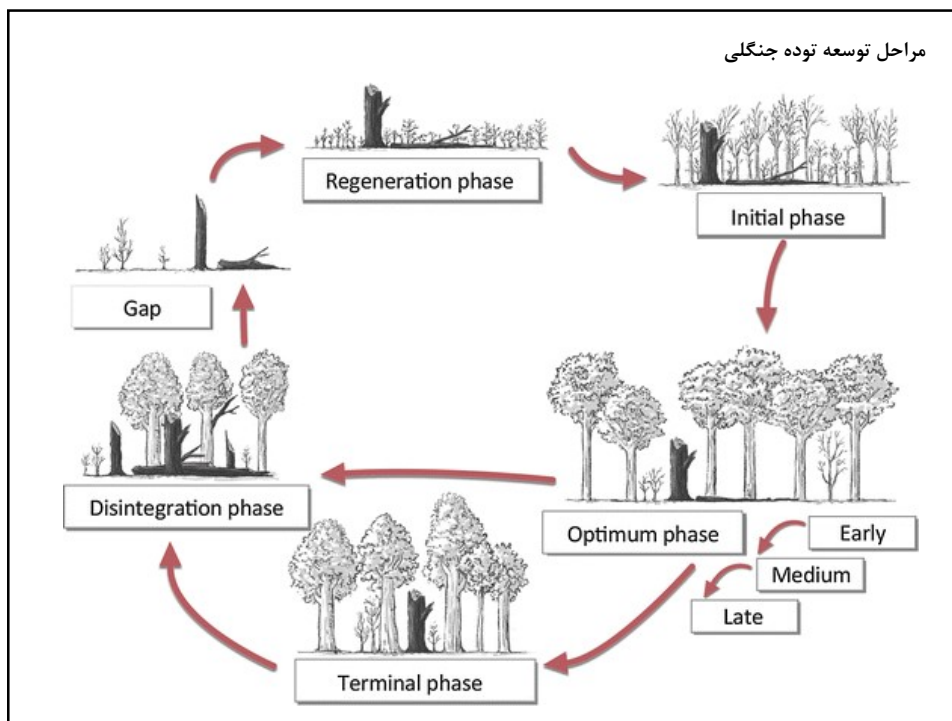 مراحل توسعه توده جنگلی
Regeneration phase
Initial phase
Gap
Disintegration phase
Optimum phase
Early
Medium
Late
Terminal phase